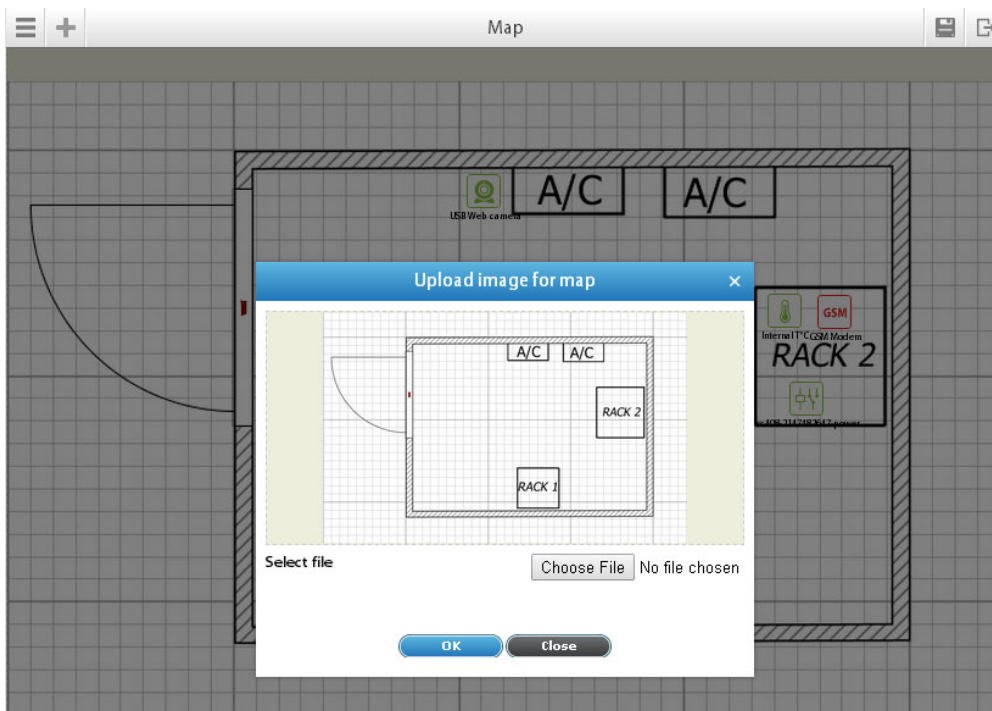 Map
A/C
A/C
USB Web camera
Upload image for map
GSM
Internal T°C
GSM Modem
RACK 2
A/C
A/C
RACK 2
RACK 1
Select file
Choose File No file chosen
OK
Close